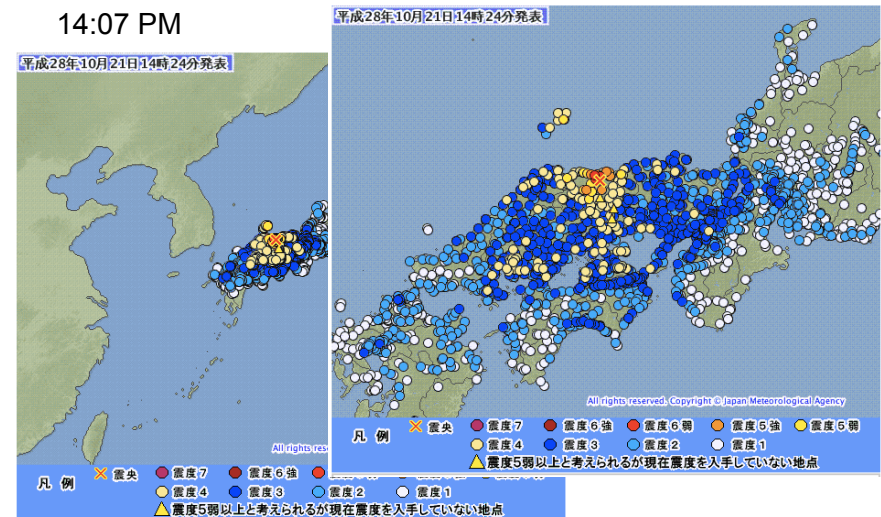 14:07 PM
平成28年10月21日14時24分発表
All rights res
凡 例
震央
震度7
震度6強
震度4
震度3
震度2
震度1
震度5弱以上と考えられるが現在震度を入手していない地点
平成28年10月21日14時24分発表
All rights reserved. Copyright © Japan Meteorological Agency
凡 例
震央
震度7
震度6強
震度6弱
震度5強
震度5弱
震度4
震度3
震度2
震度1
震度5弱以上と考えられるが現在震度を入手していない地点